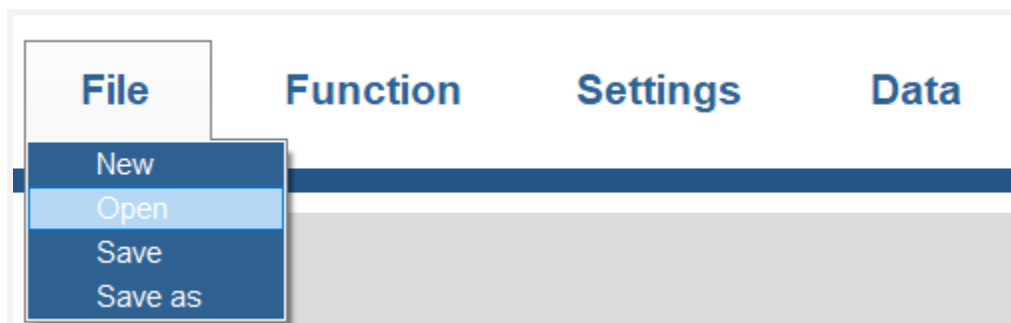 File Function Settings Data
New
Open
Save
Save as